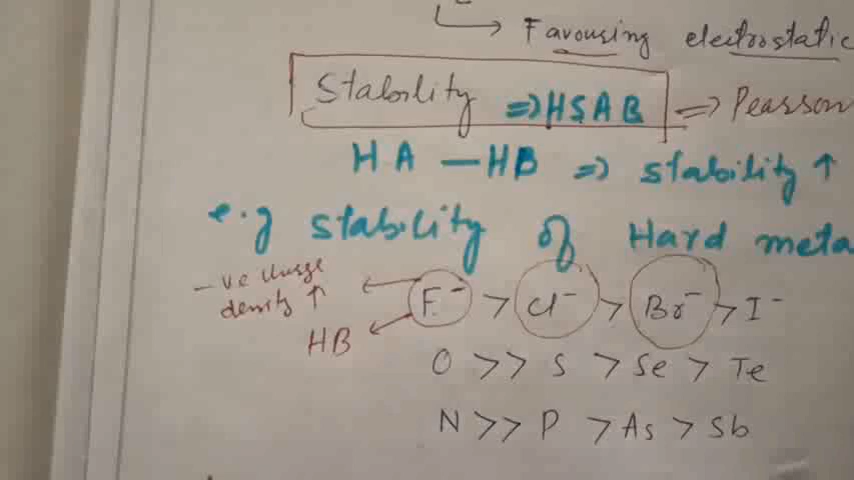 Favousing electrostatic
Stability ⇒ HSAB ⇒ Pearson
HA — HB ⇒ stability ↑
e.g stability of Hard meta
-ve charge density ↑
F⁻ > Cl⁻ > Br⁻ > I⁻
HB
O >> S > Se > Te
N >> P > As > Sb